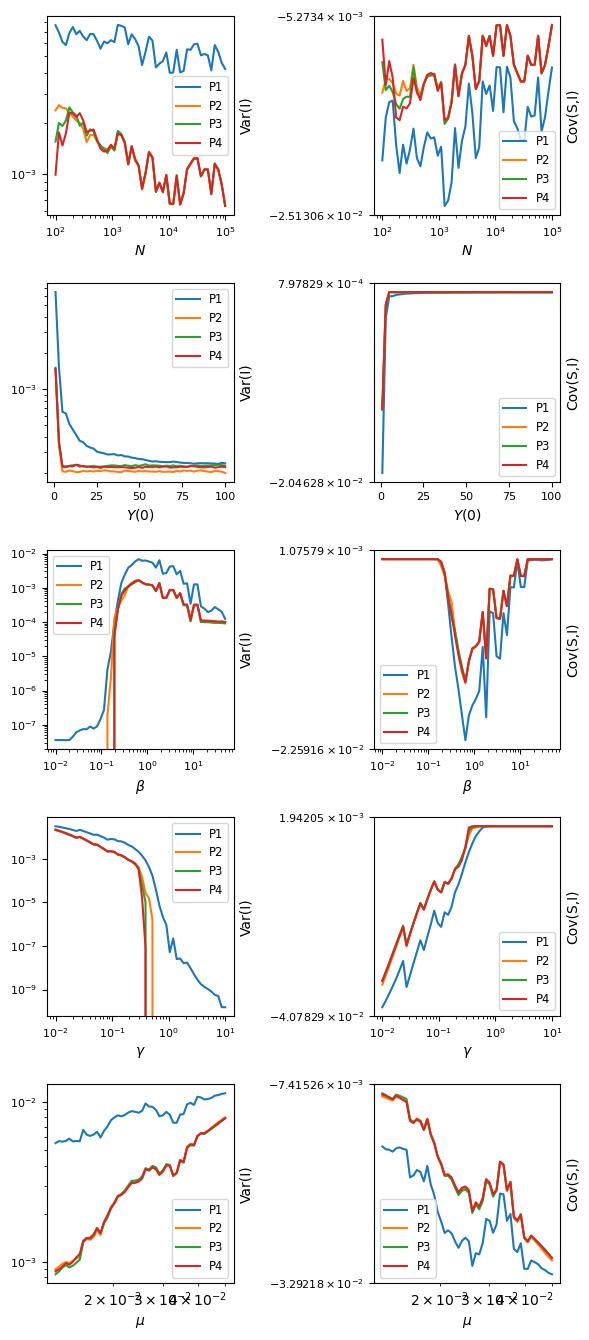 P1
P2
P3
P4
10⁻³
10² 10³ 10⁴ 10⁵
N
Var(I)
−5.2734 × 10⁻³
P1
P2
P3
P4
−2.51306 × 10⁻²
10² 10³ 10⁴ 10⁵
N
Cov(S,I)
P1
P2
P3
P4
10⁻³
0 25 50 75 100
Y(0)
Var(I)
7.97829 × 10⁻⁴
P1
P2
P3
P4
−2.04628 × 10⁻²
0 25 50 75 100
Y(0)
Cov(S,I)
10⁻²
10⁻³
10⁻⁴
10⁻⁵
10⁻⁶
10⁻⁷
P1
P2
P3
P4
10⁻² 10⁻¹ 10⁰ 10¹
β
Var(I)
1.07579 × 10⁻³
P1
P2
P3
P4
−2.25916 × 10⁻²
10⁻² 10⁻¹ 10⁰ 10¹
β
Cov(S,I)
10⁻³
10⁻⁵
10⁻⁷
10⁻⁹
P1
P2
P3
P4
10⁻² 10⁻¹ 10⁰ 10¹
γ
Var(I)
1.94205 × 10⁻³
P1
P2
P3
P4
−4.07829 × 10⁻²
10⁻² 10⁻¹ 10⁰ 10¹
γ
Cov(S,I)
10⁻²
10⁻³
P1
P2
P3
P4
2 × 10⁻² 3 × 10⁻² 4 × 10⁻²
μ
Var(I)
−7.41526 × 10⁻³
P1
P2
P3
P4
−3.29218 × 10⁻²
2 × 10⁻² 3 × 10⁻² 4 × 10⁻²
μ
Cov(S,I)